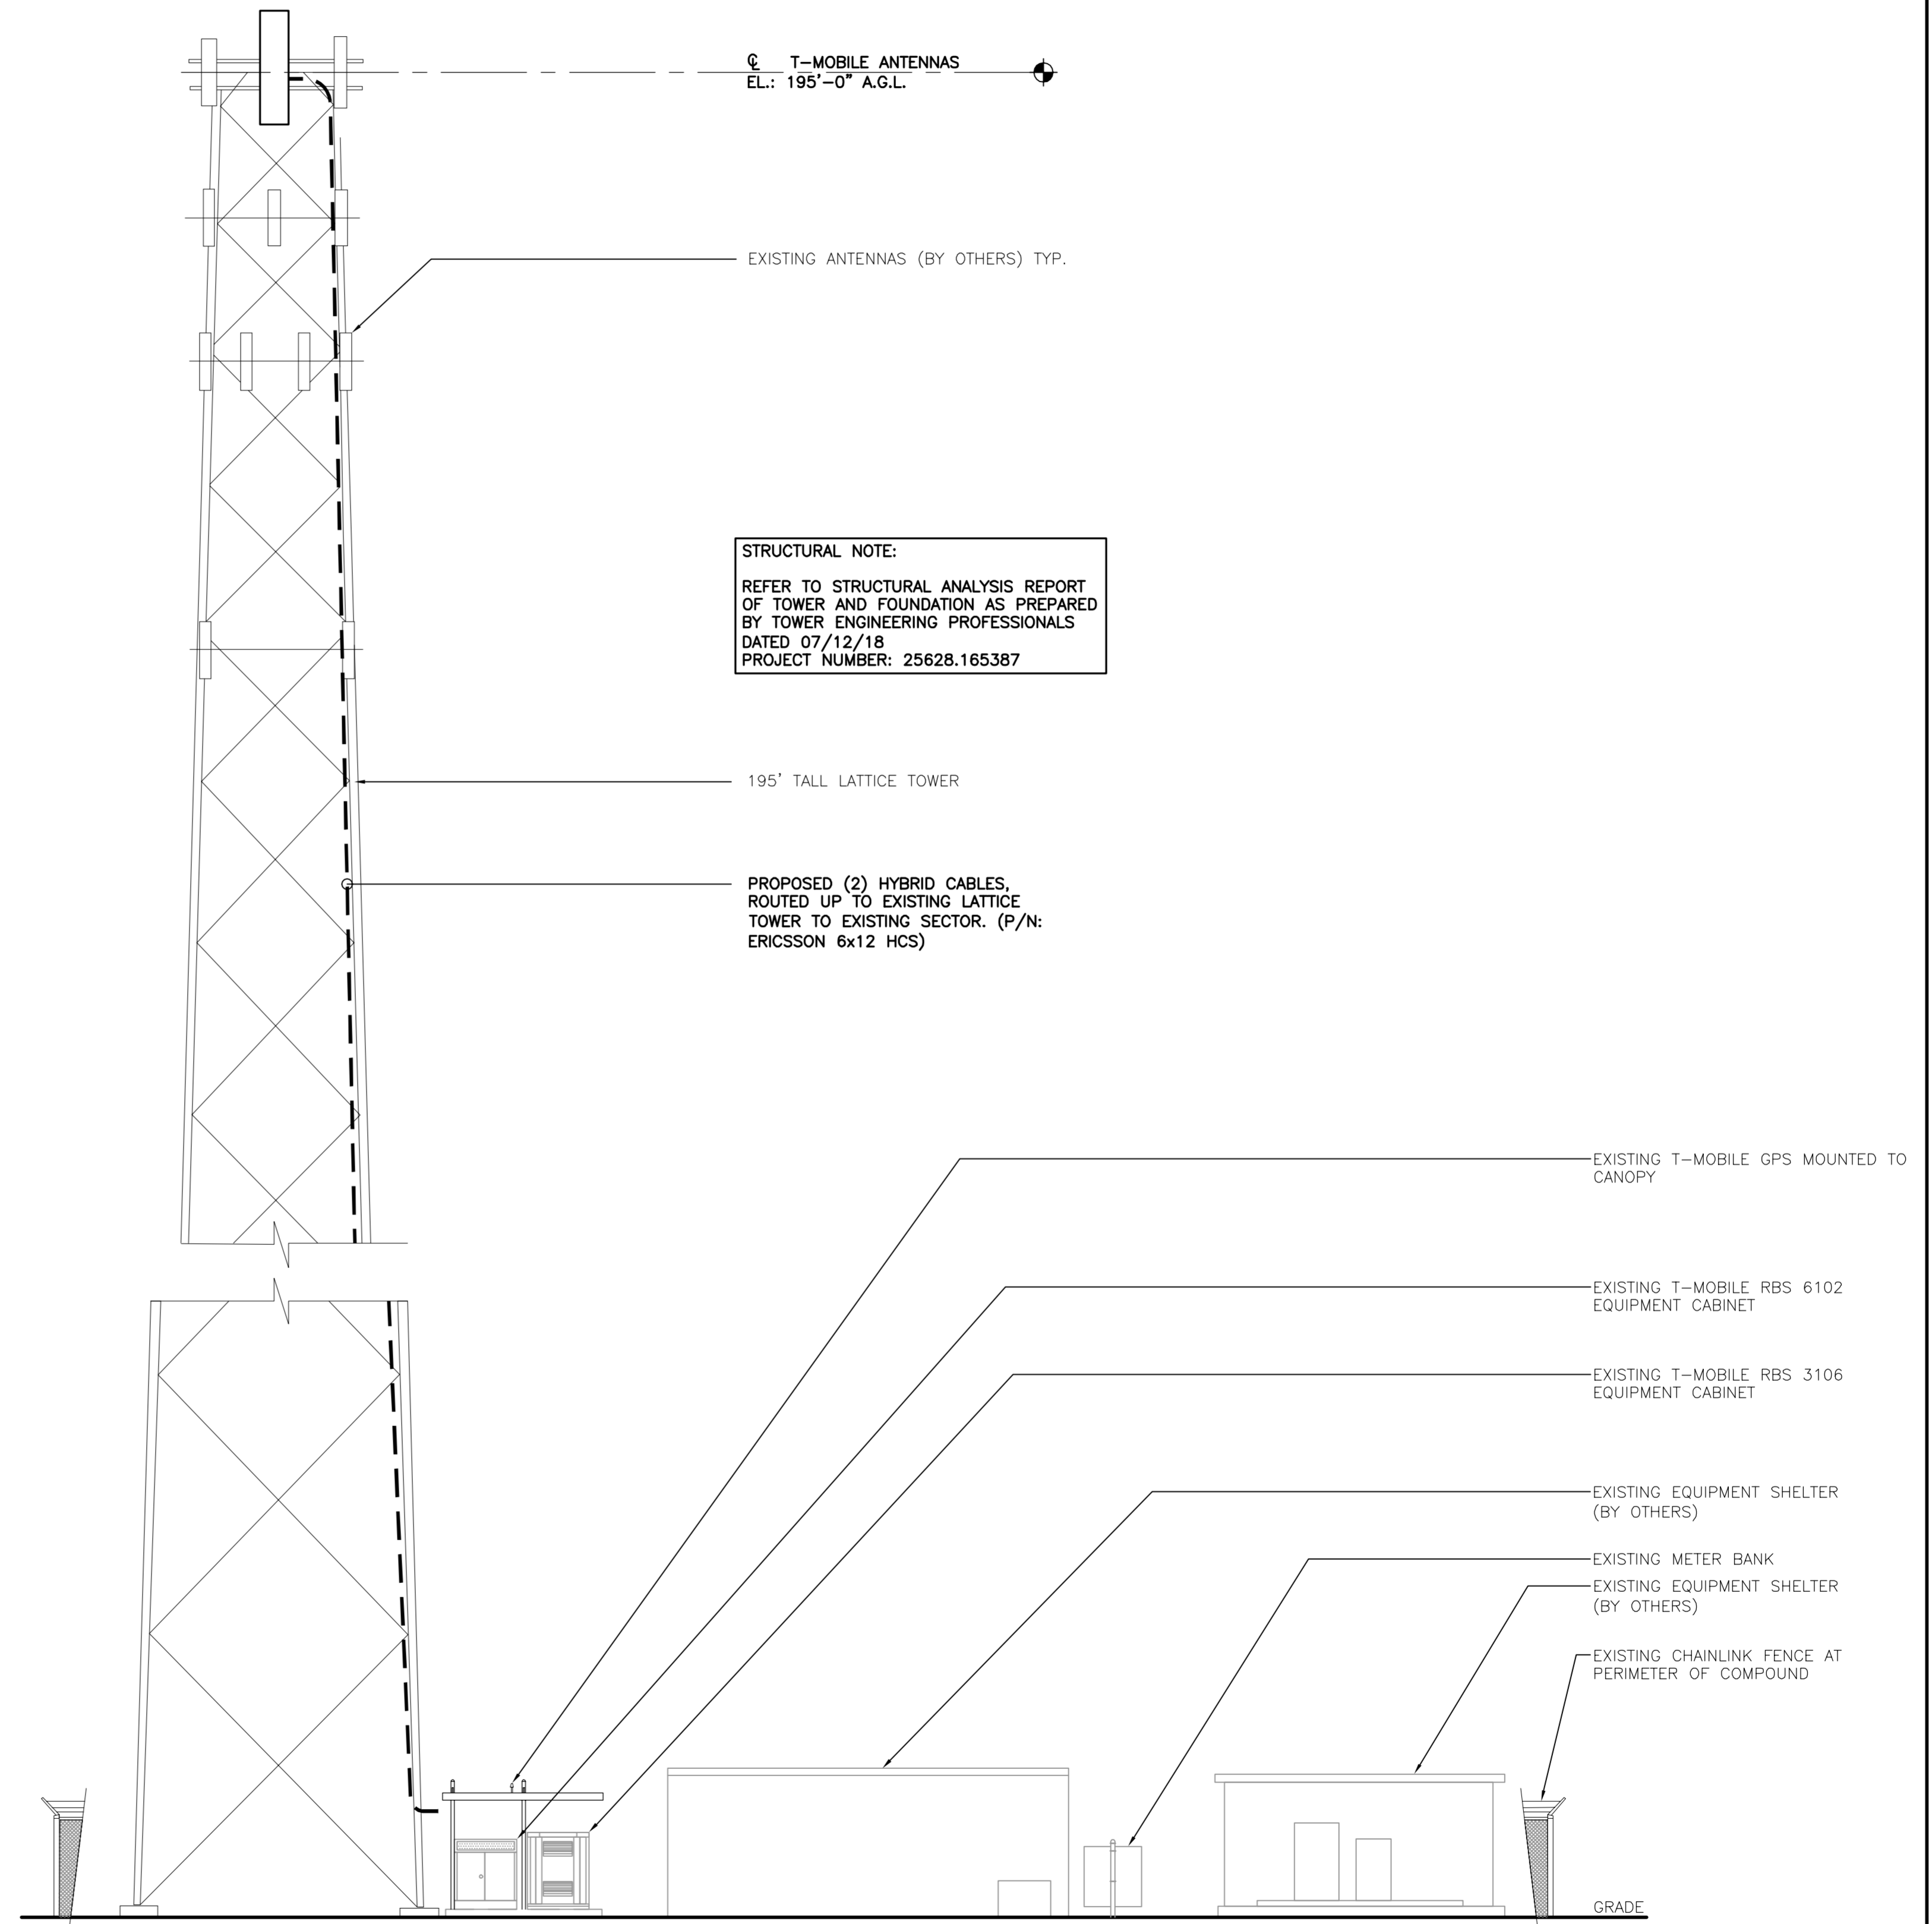 ℄ T-MOBILE ANTENNAS
EL.: 195'-0" A.G.L.
EXISTING ANTENNAS (BY OTHERS) TYP.
STRUCTURAL NOTE:
REFER TO STRUCTURAL ANALYSIS REPORT
OF TOWER AND FOUNDATION AS PREPARED
BY TOWER ENGINEERING PROFESSIONALS
DATED 07/12/18
PROJECT NUMBER: 25628.165387
195' TALL LATTICE TOWER
PROPOSED (2) HYBRID CABLES,
ROUTED UP TO EXISTING LATTICE
TOWER TO EXISTING SECTOR. (P/N:
ERICSSON 6x12 HCS)
EXISTING T-MOBILE GPS MOUNTED TO
CANOPY
EXISTING T-MOBILE RBS 6102
EQUIPMENT CABINET
EXISTING T-MOBILE RBS 3106
EQUIPMENT CABINET
EXISTING EQUIPMENT SHELTER
(BY OTHERS)
EXISTING METER BANK
EXISTING EQUIPMENT SHELTER
(BY OTHERS)
EXISTING CHAINLINK FENCE AT
PERIMETER OF COMPOUND
GRADE